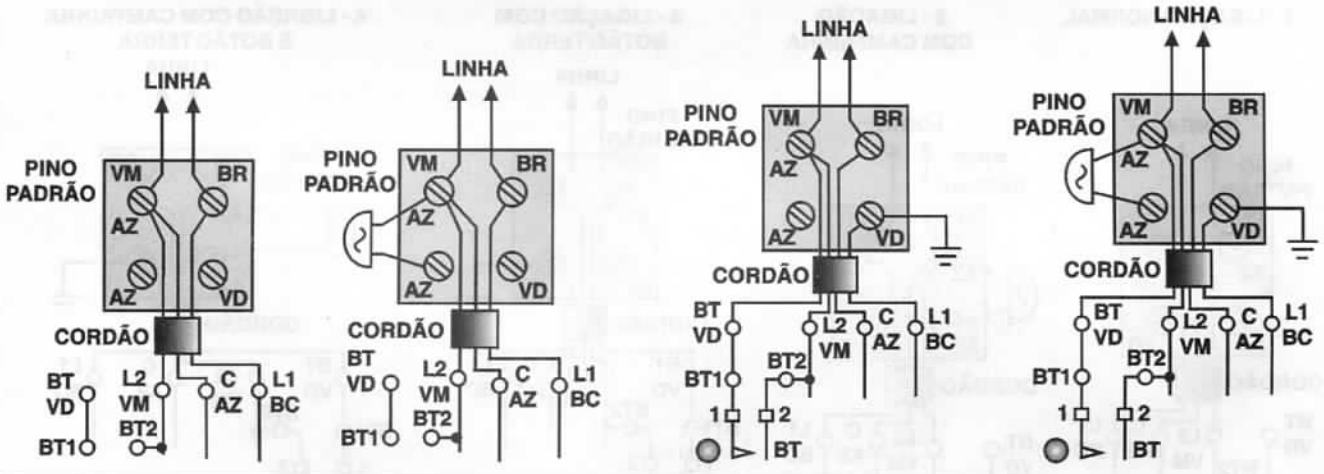 LINHA
PINO
PADRÃO
VM
BR
AZ
AZ
VD
CORDÃO
BT
VD
L2
VM
C
AZ
L1
BC
BT1
BT2
LINHA
PINO
PADRÃO
VM
BR
AZ
AZ
VD
CORDÃO
BT
VD
L2
VM
C
AZ
L1
BC
BT1
BT2
LINHA
PINO
PADRÃO
VM
BR
AZ
AZ
VD
CORDÃO
BT
VD
L2
VM
C
AZ
L1
BC
BT1
BT2
1
2
BT
LINHA
PINO
PADRÃO
VM
BR
AZ
AZ
VD
CORDÃO
BT
VD
L2
VM
C
AZ
L1
BC
BT1
BT2
1
2
BT